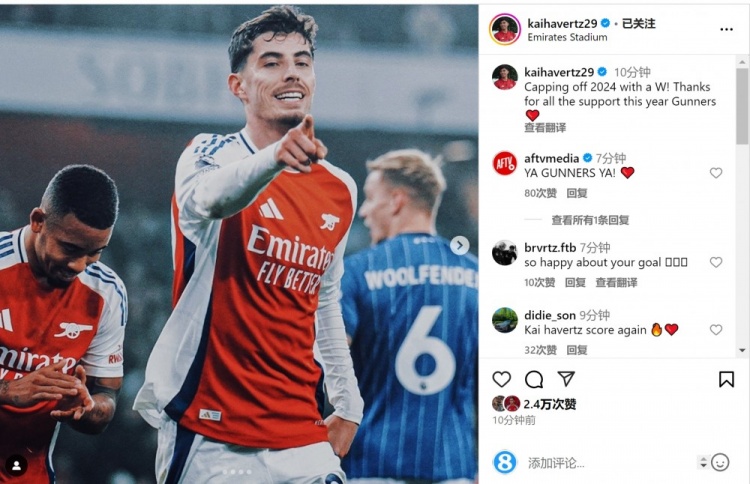 kaihavertz29 • 已关注
Emirates Stadium
kaihavertz29 10分钟
Capping off 2024 with a W! Thanks
for all the support this year Gunners
❤️
查看翻译
AFTV
aftvmedia 7分钟
YA GUNNERS YA! ❤️
80次赞 回复
查看所有1条回复
brvrtz.ftb 7分钟
so happy about your goal
10次赞 回复 查看翻译
didie_son 9分钟
Kai havertz score again 🔥❤️
32次赞 回复
2.4万次赞
10分钟前
8
添加评论...
Emirates
FLY BETTER
WOOLFENDEN
6
mirates